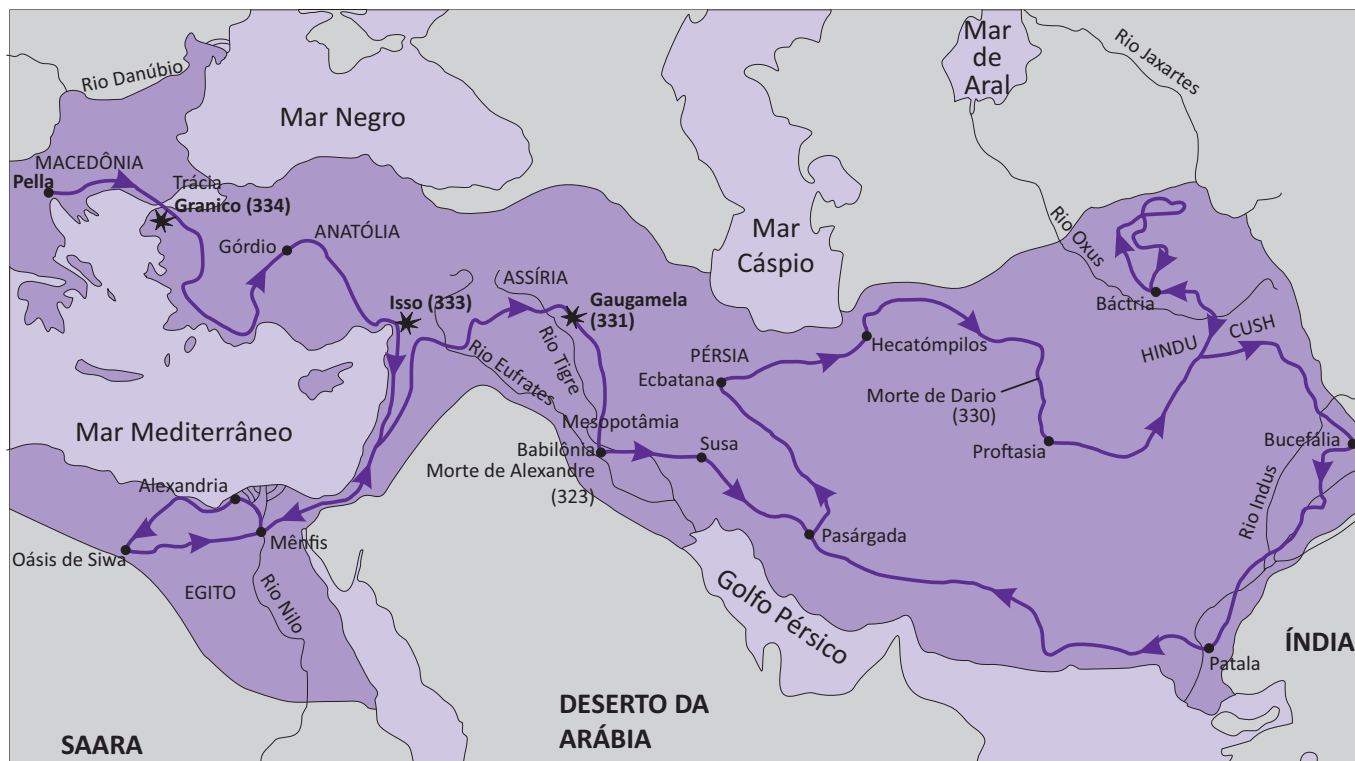 Mar
de
Aral
Rio Jaxartes
Rio Danúbio
Mar Negro
MACEDÔNIA
Pella
Trácia
Granico (334)
Górdio
ANATÓLIA
Mar
Cáspio
Rio Oxus
Báctria
ASSÍRIA
Isso (333)
Gaugamela
(331)
Rio Tigre
Rio Eufrates
PÉRSIA
Ecbatana
Hecatómpilos
HINDU
CUSH
Morte de Dario
(330)
Mar Mediterrâneo
Mesopotâmia
Babilônia
Morte de Alexandre
(323)
Susa
Proftasia
Bucefália
Rio Indus
Alexandria
Oásis de Siwa
Mênfis
Pasárgada
EGITO
Rio Nilo
Golfo Pérsico
Patala
ÍNDIA
DESERTO DA
ARÁBIA
SAARA